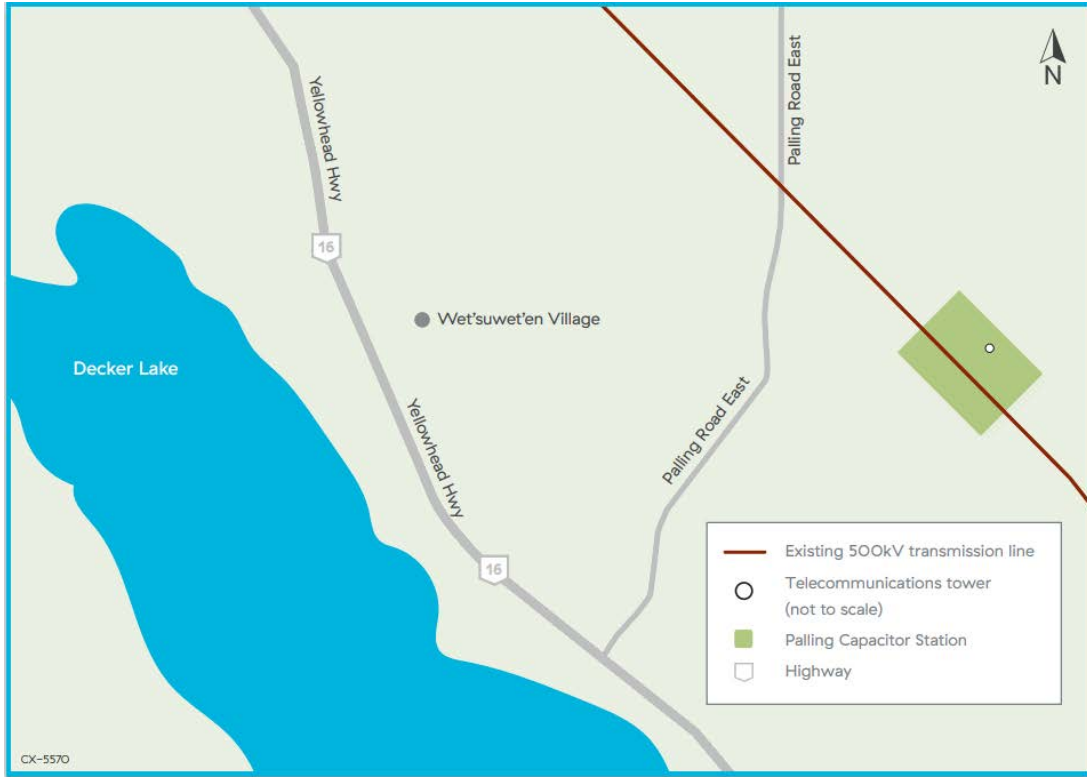 N
Yellowhead Hwy
Palling Road East
16
Wet'suwet'en Village
Decker Lake
Yellowhead Hwy
Palling Road East
16
Existing 500kV transmission line
Telecommunications tower
(not to scale)
Palling Capacitor Station
Highway
CX-5570